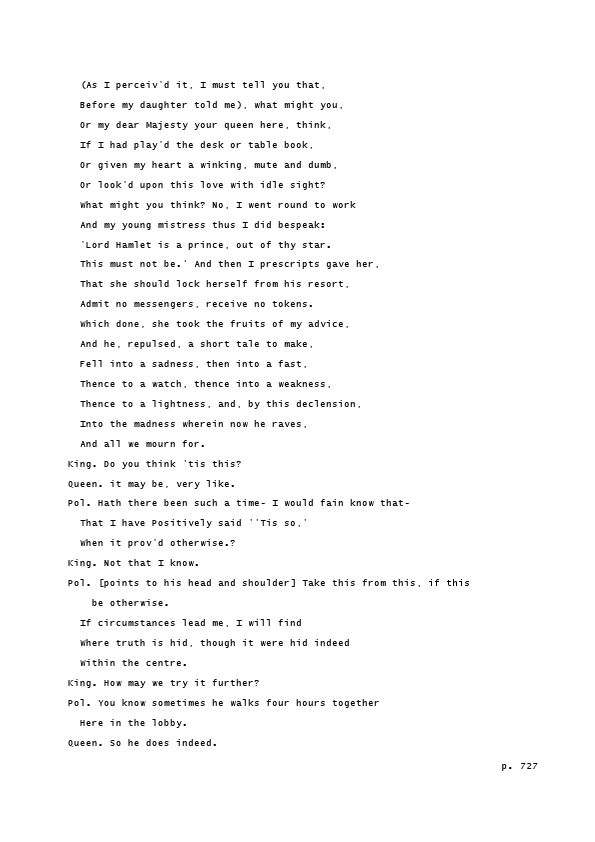 (As I perceiv'd it, I must tell you that,
Before my daughter told me), what might you,
Or my dear Majesty your queen here, think,
If I had play'd the desk or table book,
Or given my heart a winking, mute and dumb,
Or look'd upon this love with idle sight?
What might you think? No, I went round to work
And my young mistress thus I did bespeak:
'Lord Hamlet is a prince, out of thy star.
This must not be.' And then I prescripts gave her,
That she should lock herself from his resort,
Admit no messengers, receive no tokens.
Which done, she took the fruits of my advice,
And he, repulsed, a short tale to make,
Fell into a sadness, then into a fast,
Thence to a watch, thence into a weakness,
Thence to a lightness, and, by this declension,
Into the madness wherein now he raves,
And all we mourn for.
King. Do you think 'tis this?
Queen. it may be, very like.
Pol. Hath there been such a time- I would fain know that-
That I have Positively said ''Tis so,'
When it prov'd otherwise.?
King. Not that I know.
Pol. [points to his head and shoulder] Take this from this, if this
be otherwise.
If circumstances lead me, I will find
Where truth is hid, though it were hid indeed
Within the centre.
King. How may we try it further?
Pol. You know sometimes he walks four hours together
Here in the lobby.
Queen. So he does indeed.
p. 727